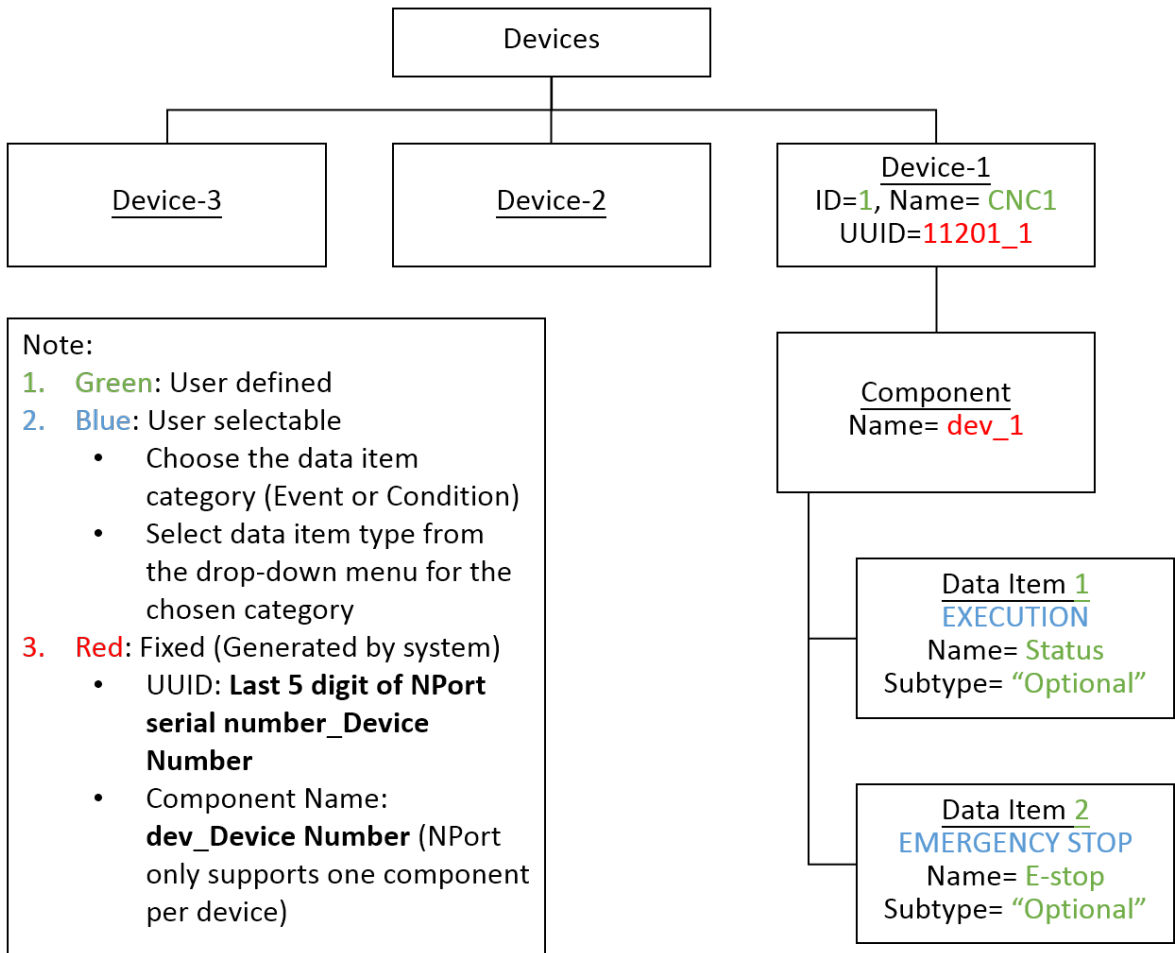 Devices
Device-3
Device-2
Device-1
ID=1, Name= CNC1
UUID=11201_1
Note:
1. Green: User defined
2. Blue: User selectable
• Choose the data item
category (Event or Condition)
• Select data item type from
the drop-down menu for the
chosen category
3. Red: Fixed (Generated by system)
• UUID: Last 5 digit of NPort
serial number_Device
Number
• Component Name:
dev_Device Number (NPort
only supports one component
per device)
Component
Name= dev_1
Data Item 1
EXECUTION
Name= Status
Subtype= “Optional”
Data Item 2
EMERGENCY STOP
Name= E-stop
Subtype= “Optional”